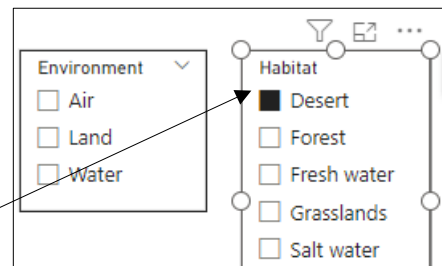 Environment
Air
Land
Water
Habitat
Desert
Forest
Fresh water
Grasslands
Salt water